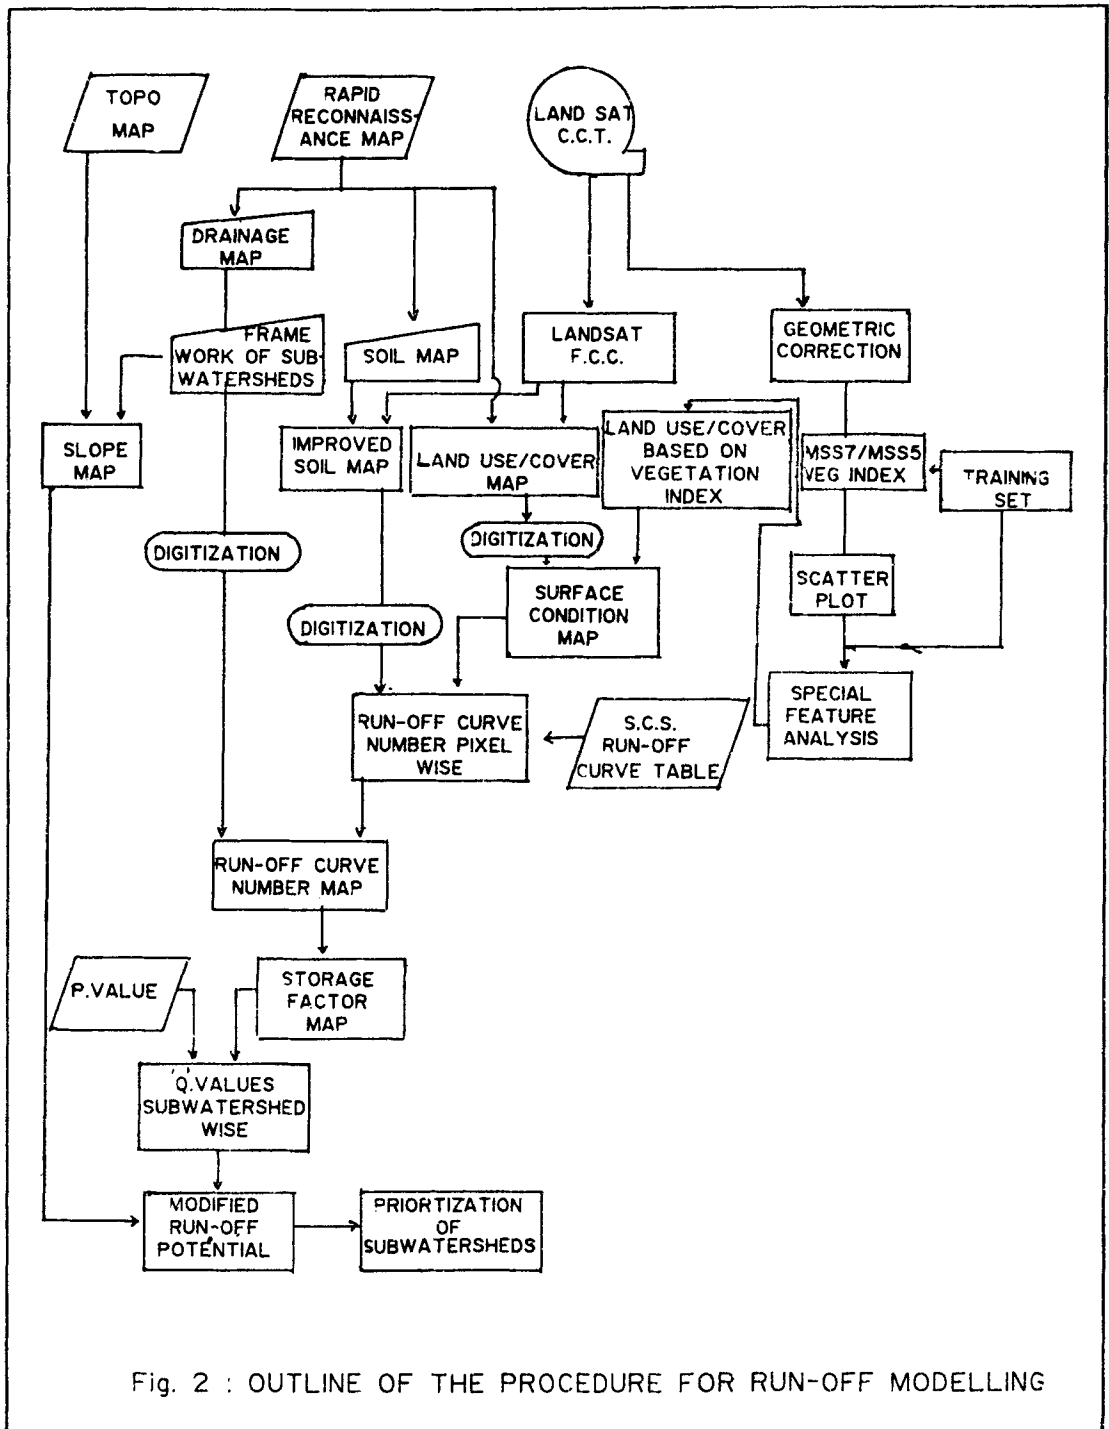 TOPO
MAP
RAPID
RECONNAISS-
ANCE MAP
LAND SAT
C.C.T.
DRAINAGE
MAP
FRAME
WORK OF SUB-
WATERSHEDS
SOIL MAP
LANDSAT
F.C.C.
GEOMETRIC
CORRECTION
SLOPE
MAP
IMPROVED
SOIL MAP
LAND USE/COVER
MAP
LAND USE/COVER
BASED ON
VEGETATION
INDEX
MSS7/MSS5
VEG INDEX
TRAINING
SET
DIGITIZATION
DIGITIZATION
SCATTER
PLOT
SURFACE
CONDITION
MAP
DIGITIZATION
SPECIAL
FEATURE
ANALYSIS
RUN-OFF CURVE
NUMBER PIXEL
WISE
S.C.S.
RUN-OFF
CURVE TABLE
RUN-OFF CURVE
NUMBER MAP
P.VALUE
STORAGE
FACTOR
MAP
'Q'.VALUES
SUBWATERSHED
WISE
MODIFIED
RUN-OFF
POTENTIAL
PRIORTIZATION
OF
SUBWATERSHEDS
Fig. 2 : OUTLINE OF THE PROCEDURE FOR RUN-OFF MODELLING